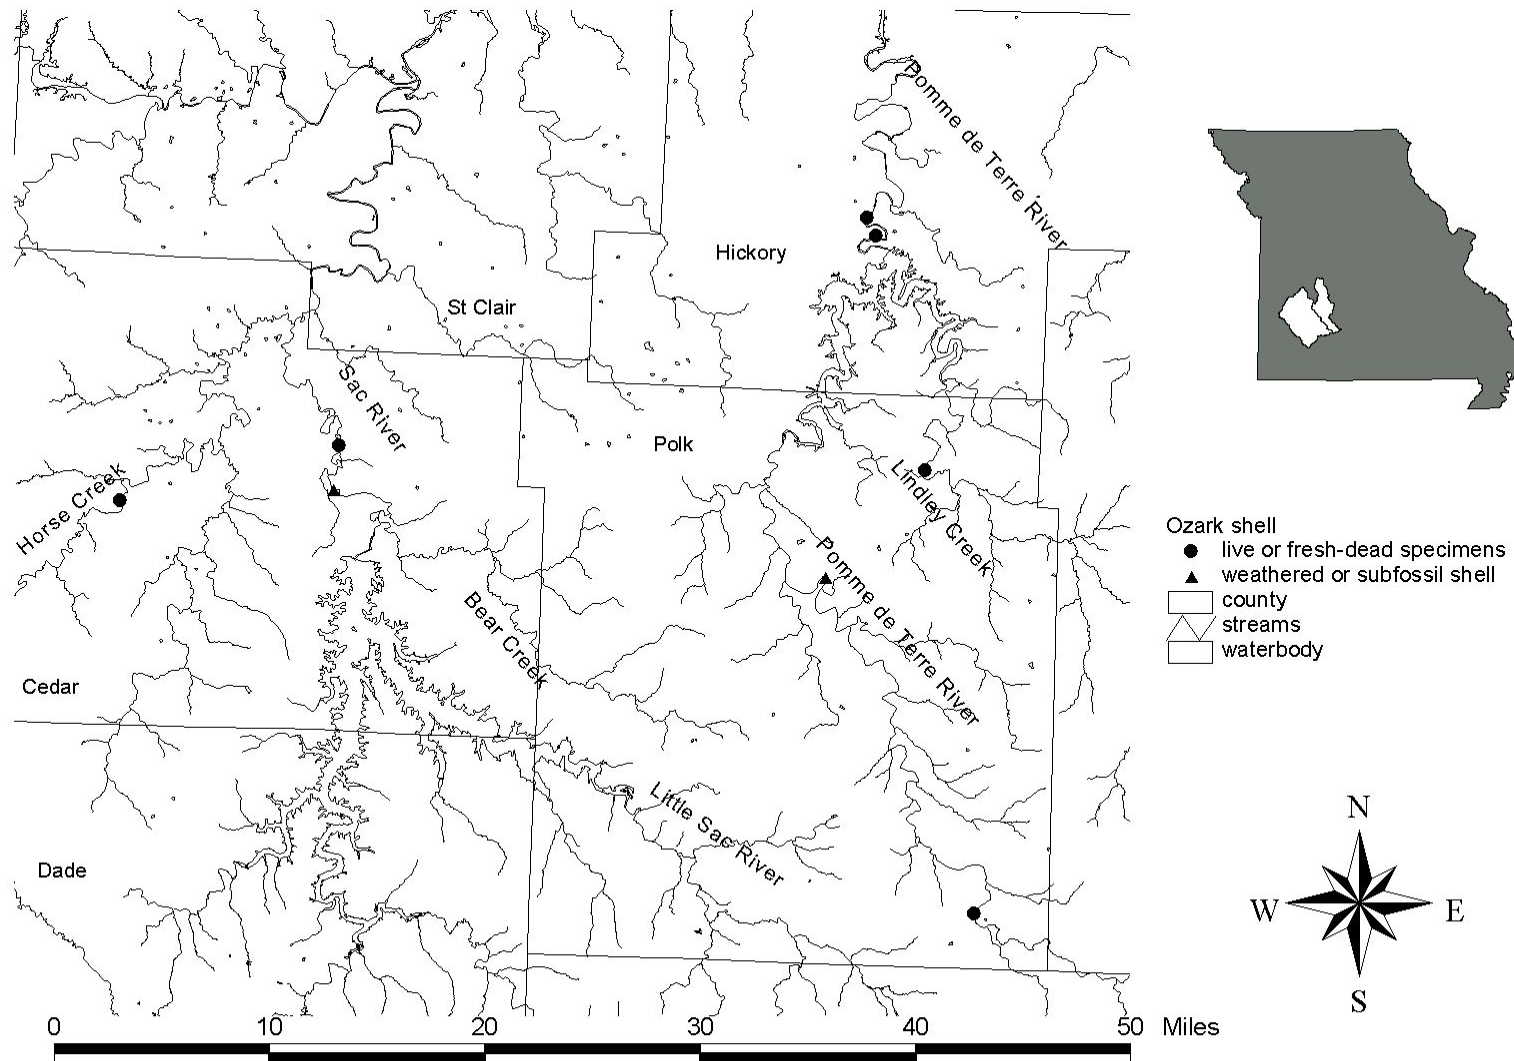 Pomme de Terre River
Hickory
St Clair
Sac River
Polk
Horse Creek
Lindley Creek
Pomme de Terre River
Bear Creek
Cedar
Little Sac River
Dade
Ozark shell
live or fresh-dead specimens
weathered or subfossil shell
county
streams
waterbody
N
W E
S
0 10 20 30 40 50 Miles